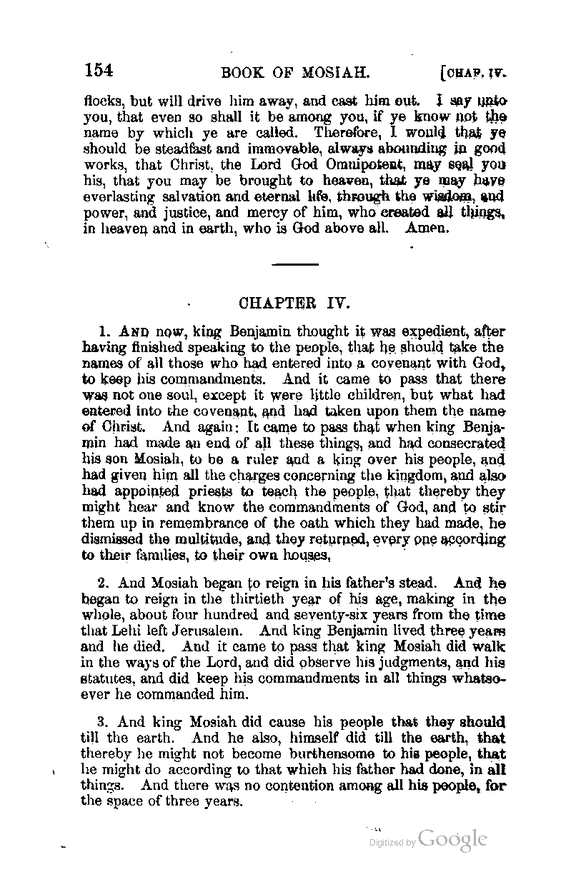 154 BOOK OF MOSIAH. [CHAP. IV.
flocks, but will drive him away, and cast him out. I say unto
you, that even so shall it be among you, if ye know not the
name by which ye are called. Therefore, I would that ye
should be steadfast and immovable, always abounding in good
works, that Christ, the Lord God Omnipotent, may seal you
his, that you may be brought to heaven, that ye may have
everlasting salvation and eternal life, through the wisdom, and
power, and justice, and mercy of him, who created all things,
in heaven and in earth, who is God above all. Amen.
CHAPTER IV.
1. AND now, king Benjamin thought it was expedient, after
having finished speaking to the people, that he should take the
names of all those who had entered into a covenant with God,
to keep his commandments. And it came to pass that there
was not one soul, except it were little children, but what had
entered into the covenant, and had taken upon them the name
of Christ. And again: It came to pass that when king Benja-
min had made an end of all these things, and had consecrated
his son Mosiah, to be a ruler and a king over his people, and
had given him all the charges concerning the kingdom, and also
had appointed priests to teach the people, that thereby they
might hear and know the commandments of God, and to stir
them up in remembrance of the oath which they had made, he
dismissed the multitude, and they returned, every one according
to their families, to their own houses,
2. And Mosiah began to reign in his father's stead. And he
began to reign in the thirtieth year of his age, making in the
whole, about four hundred and seventy-six years from the time
that Lehi left Jerusalem. And king Benjamin lived three years
and he died. And it came to pass that king Mosiah did walk
in the ways of the Lord, and did observe his judgments, and his
statutes, and did keep his commandments in all things whatso-
ever he commanded him.
3. And king Mosiah did cause his people that they should
till the earth. And he also, himself did till the earth, that
thereby he might not become burthensome to his people, that
he might do according to that which his father had done, in all
things. And there was no contention among all his people, for
the space of three years.
Digitized by Google